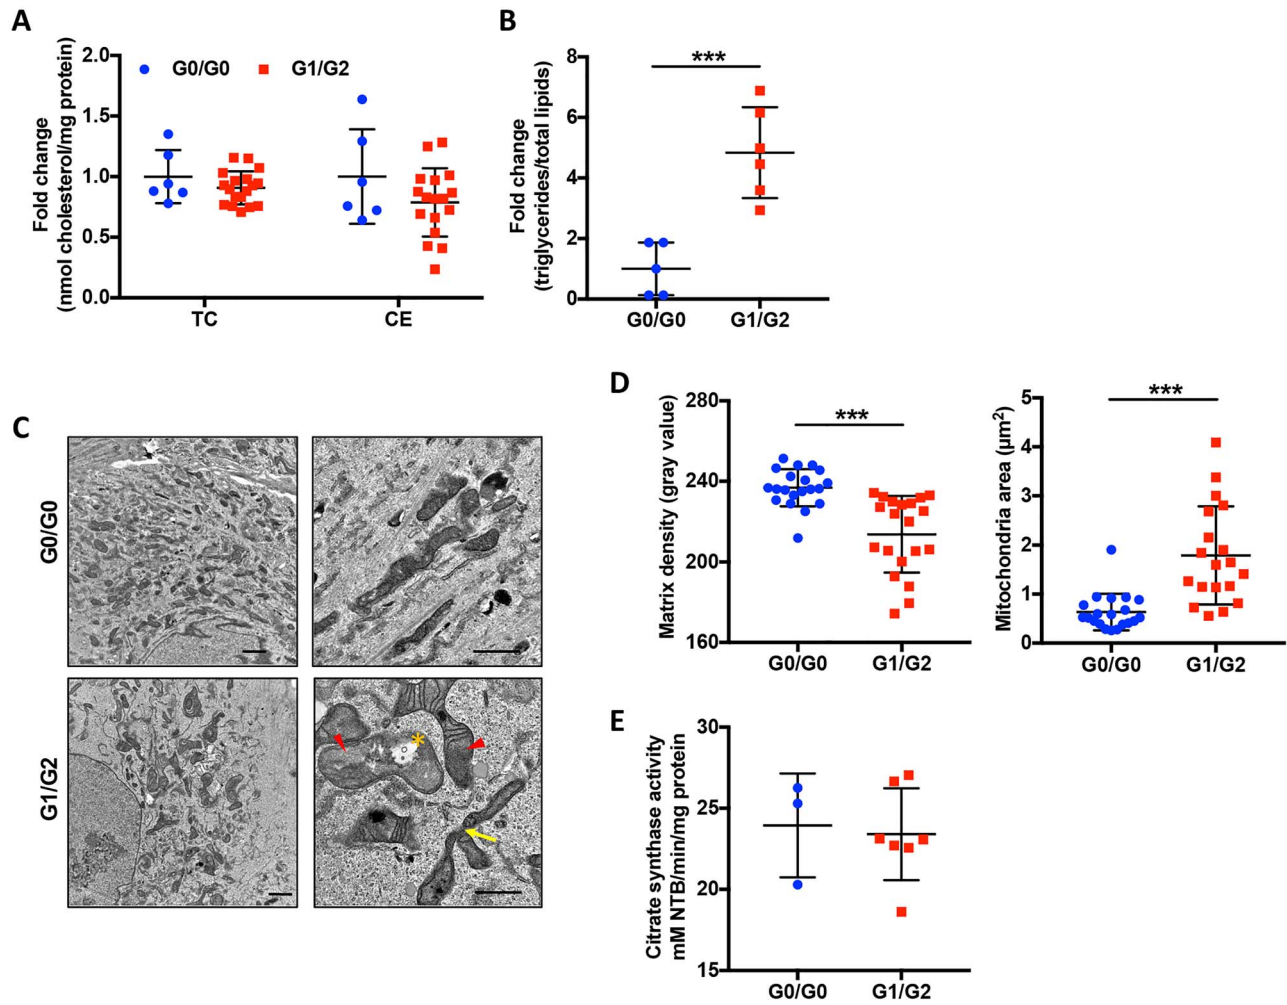 A
Fold change
(nmol cholesterol/mg protein)
2.0
1.5
1.0
0.5
0.0
G0/G0
G1/G2
TC
CE
B
Fold change
(triglycerides/total lipids)
8
6
4
2
0
***
G0/G0
G1/G2
C
G0/G0
G1/G2
*
D
Matrix density (gray value)
280
240
200
160
***
G0/G0
G1/G2
Mitochondria area (µm²)
5
4
3
2
1
0
***
G0/G0
G1/G2
E
Citrate synthase activity
mM NTB/min/mg protein
30
25
20
15
G0/G0
G1/G2